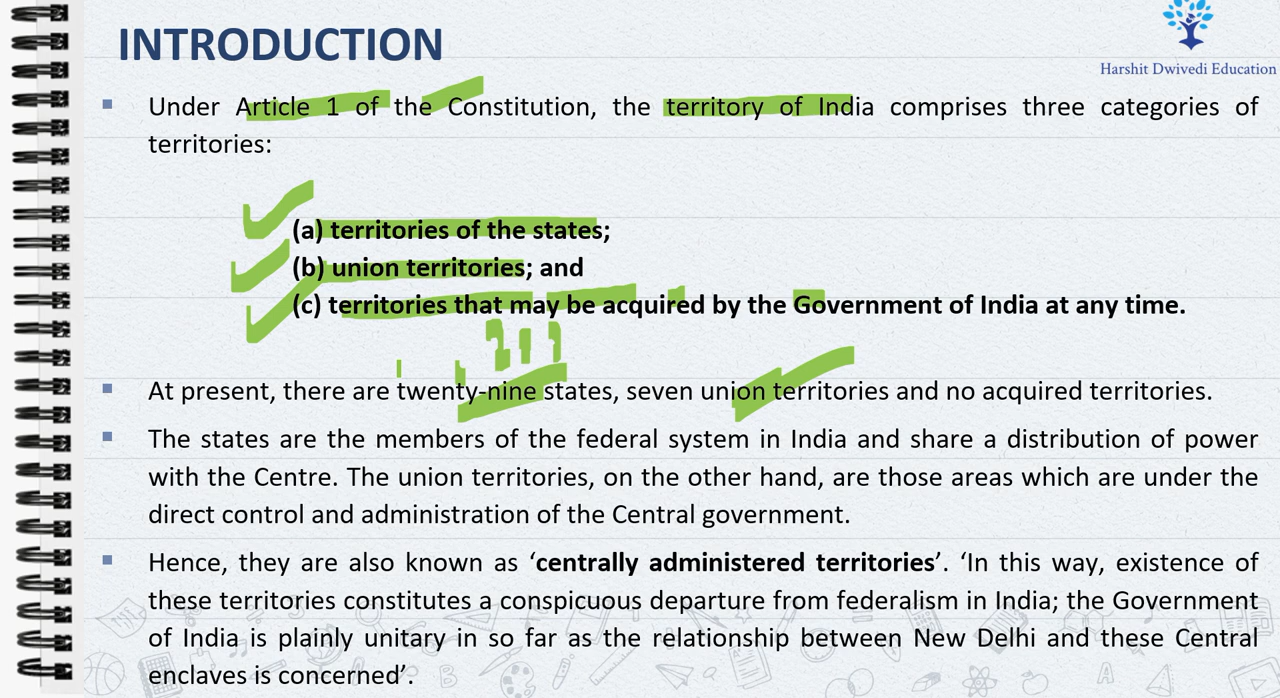 INTRODUCTION
Harshit Dwivedi Education
Under Article 1 of the Constitution, the territory of India comprises three categories of
territories:
(a) territories of the states;
(b) union territories; and
(c) territories that may be acquired by the Government of India at any time.
At present, there are twenty-nine states, seven union territories and no acquired territories.
The states are the members of the federal system in India and share a distribution of power
with the Centre. The union territories, on the other hand, are those areas which are under the
direct control and administration of the Central government.
Hence, they are also known as ‘centrally administered territories’. ‘In this way, existence of
these territories constitutes a conspicuous departure from federalism in India; the Government
of India is plainly unitary in so far as the relationship between New Delhi and these Central
enclaves is concerned’.